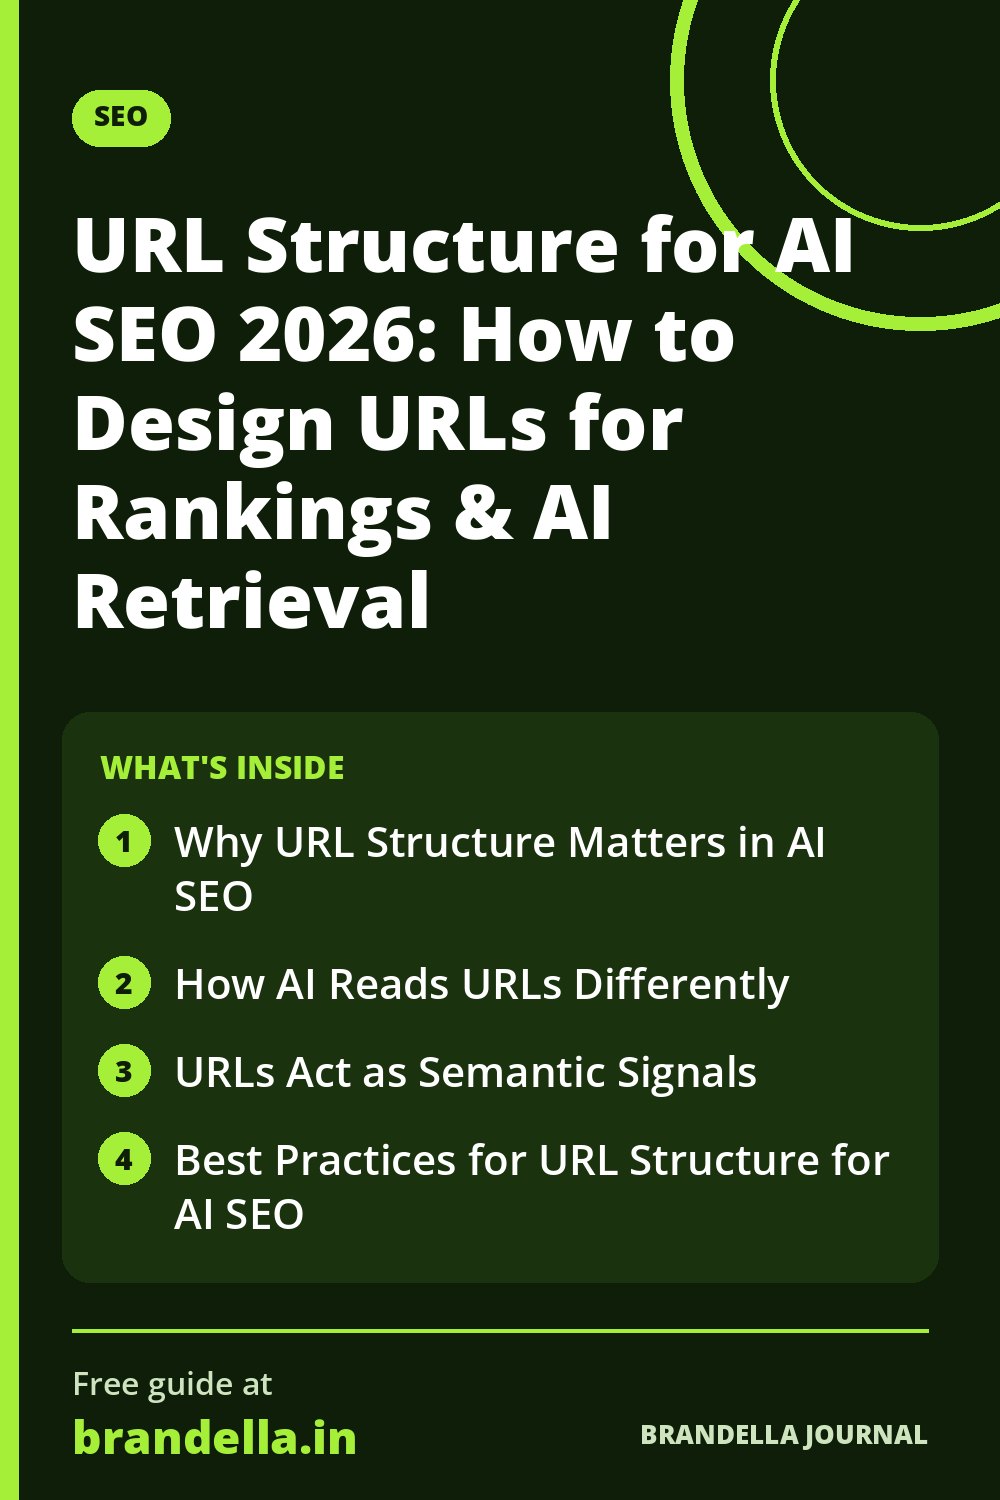 SEO
URL Structure for AI
SEO 2026: How to
Design URLs for
Rankings & AI
Retrieval
WHAT'S INSIDE
1 Why URL Structure Matters in AI
SEO
2 How AI Reads URLs Differently
3 URLs Act as Semantic Signals
4 Best Practices for URL Structure for
AI SEO
Free guide at
brandella.in
BRANDELLA JOURNAL